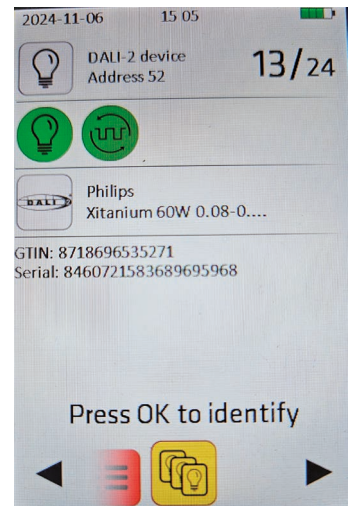 2024-11-06 15 05
DALI-2 device
Address 52
13/24
DALI
Philips
Xitanium 60W 0.08-0....
GTIN: 8718696535271
Serial: 8460721583689695968
Press OK to identify